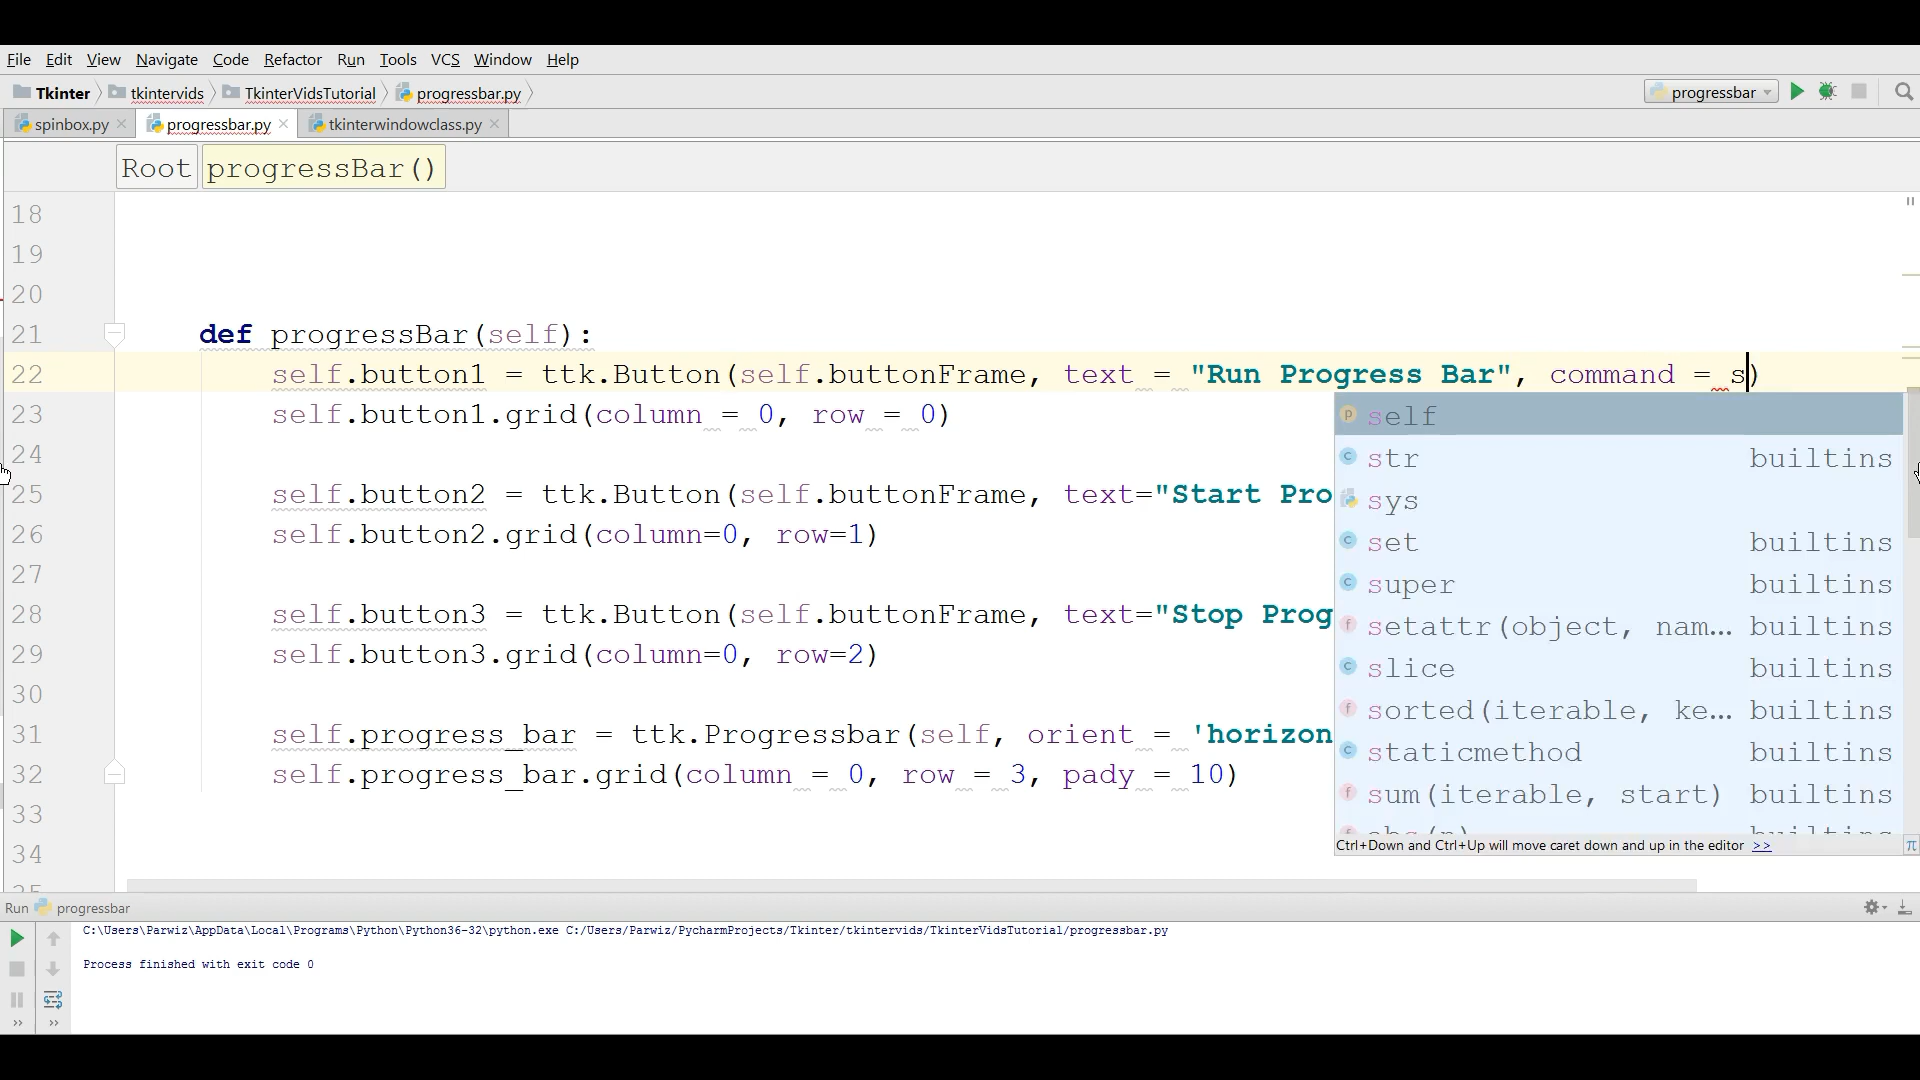 File Edit View Navigate Code Refactor Run Tools VCS Window Help
Tkinter tkintervids TkinterVidsTutorial progressbar.py progressbar
spinbox.py progressbar.py tkinterwindowclass.py
Root progressBar()
18
19
20
21 def progressBar(self):
22 self.button1 = ttk.Button(self.buttonFrame, text = "Run Progress Bar", command = s)
23 self.button1.grid(column = 0, row = 0)
self
24
str builtins
25 self.button2 = ttk.Button(self.buttonFrame, text="Start Pro
sys
26 self.button2.grid(column=0, row=1)
set builtins
27
super builtins
28 self.button3 = ttk.Button(self.buttonFrame, text="Stop Prog
setattr(object, nam... builtins
29 self.button3.grid(column=0, row=2)
slice builtins
30
sorted(iterable, ke... builtins
31 self.progress_bar = ttk.Progressbar(self, orient = 'horizon
staticmethod builtins
32 self.progress_bar.grid(column = 0, row = 3, pady = 10)
sum(iterable, start) builtins
33
Ctrl+Down and Ctrl+Up will move caret down and up in the editor >> π
34
Run progressbar
C:\Users\Parwiz\AppData\Local\Programs\Python\Python36-32\python.exe C:/Users/Parwiz/PycharmProjects/Tkinter/tkintervids/TkinterVidsTutorial/progressbar.py
Process finished with exit code 0